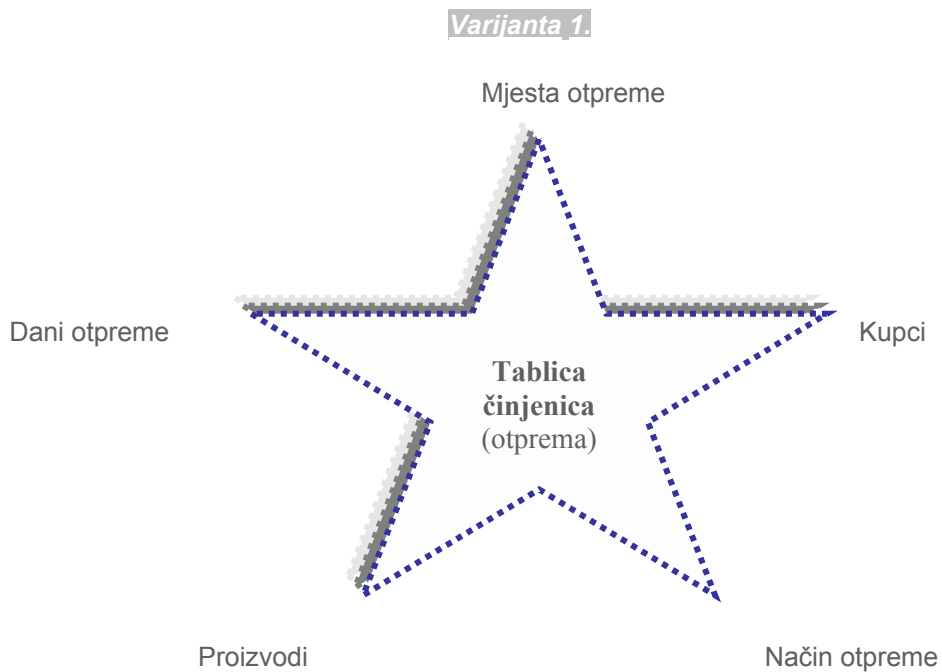 Varijanta 1.
Mjesta otpreme
Dani otpreme
Kupci
Tablica
činjenica
(otprema)
Proizvodi
Način otpreme